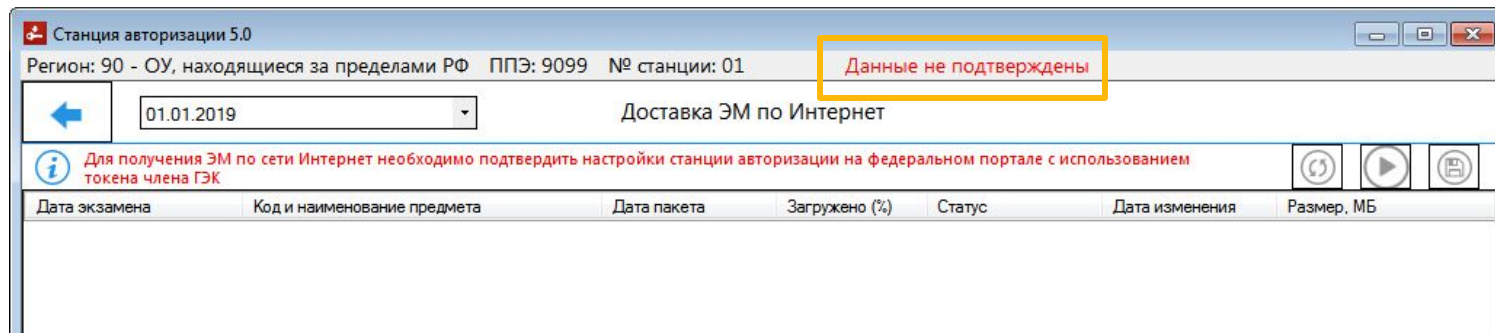 Станция авторизации 5.0
Регион: 90 - ОУ, находящиеся за пределами РФ ППЭ: 9099 № станции: 01 Данные не подтверждены
01.01.2019 Доставка ЭМ по Интернет
Для получения ЭМ по сети Интернет необходимо подтвердить настройки станции авторизации на федеральном портале с использованием
токена члена ГЭК
Дата экзамена Код и наименование предмета Дата пакета Загружено (%) Статус Дата изменения Размер, МБ